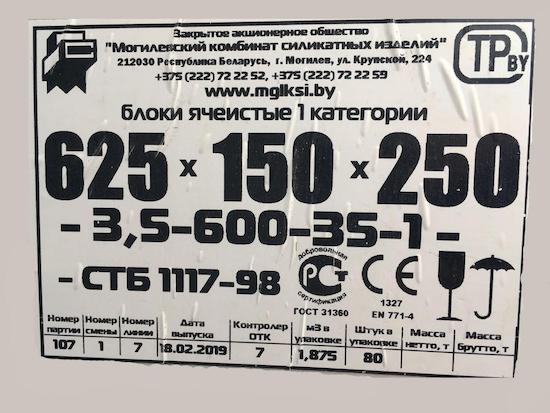 Закрытое акционерное общество
"Могилевский комбинат силикатных изделий"
212030 Республика Беларусь, г. Могилев, ул. Крупской, 224
+375 (222) 72 22 52, +375 (222) 72 22 59
www.mglksi.by
ТР BY
блоки ячеистые 1 категории
625 х 150 х 250
- 3,5-600-35-1 -
- СТБ 1117-98
добровольная
РСТ
сертификация
ГОСТ 31360
CE
1327
EN 771-4
Номер партии Номер смены Номер линии Дата выпуска Контролер ОТК м3 в упаковке Штук в упаковке Масса нетто, т Масса брутто, т
107 1 7 18.02.2019 7 1,875 80